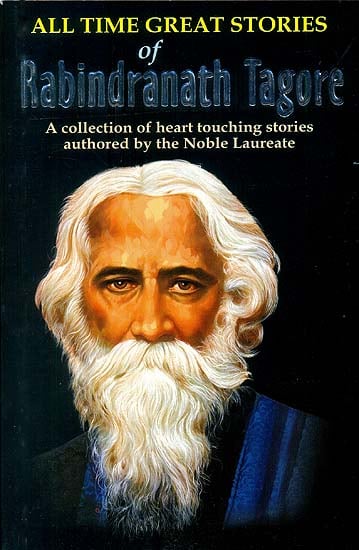 ALL TIME GREAT STORIES
of
Rabindranath Tagore
A collection of heart touching stories
authored by the Noble Laureate